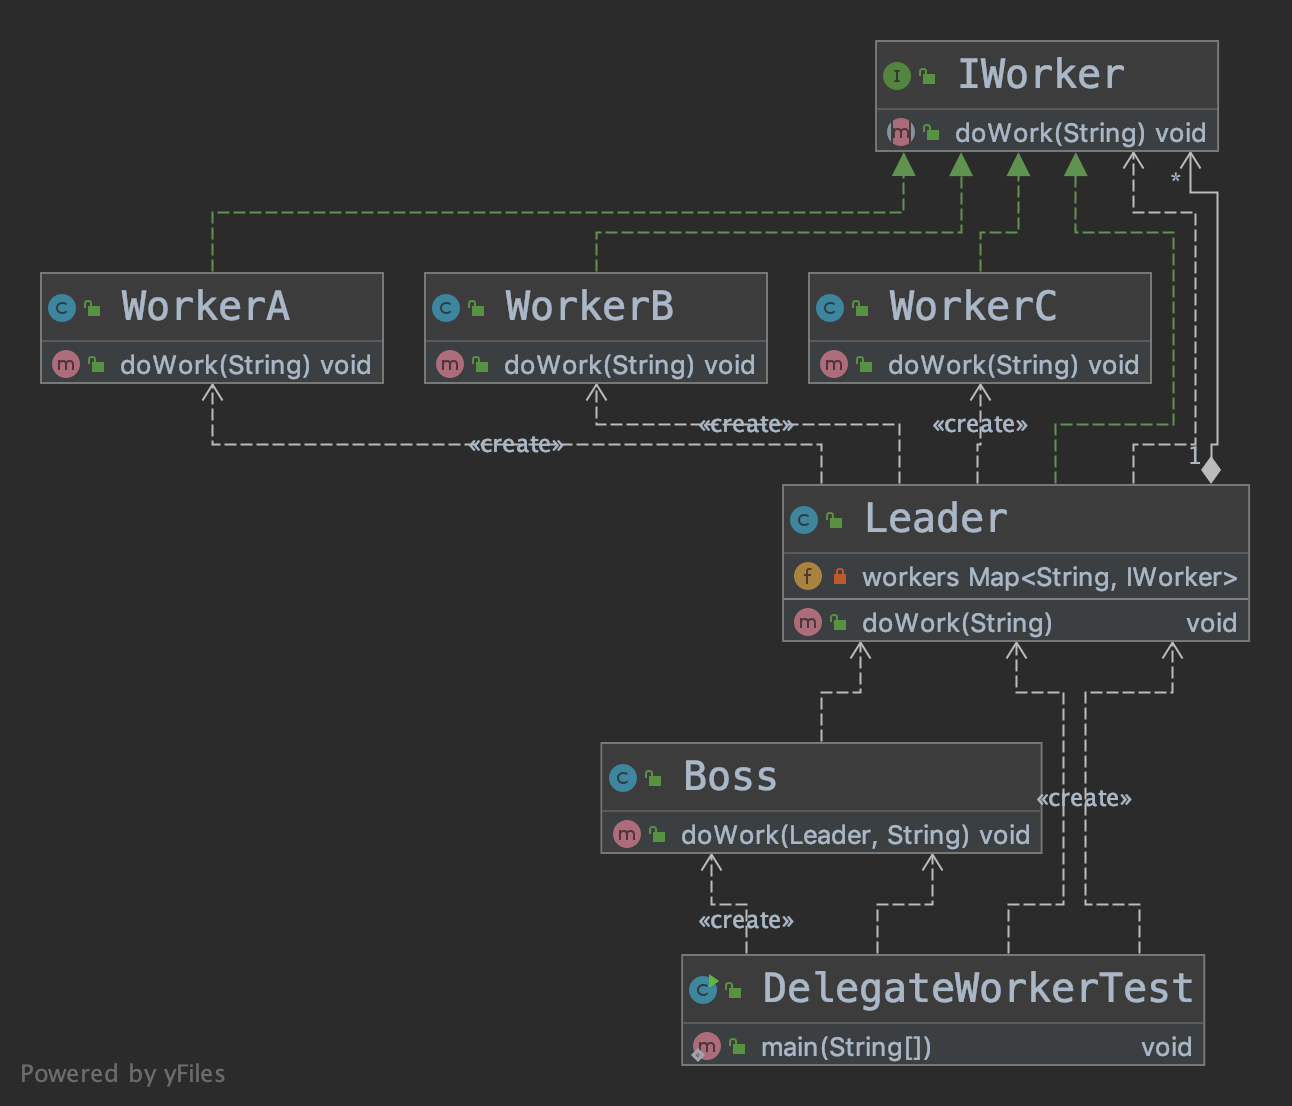 IWorker
doWork(String) void
*
WorkerA
doWork(String) void
WorkerB
doWork(String) void
WorkerC
doWork(String) void
«create»
«create»
«create»
1
Leader
workers Map<String, IWorker>
doWork(String) void
Boss
doWork(Leader, String) void
«create»
«create»
DelegateWorkerTest
main(String[]) void
Powered by yFiles